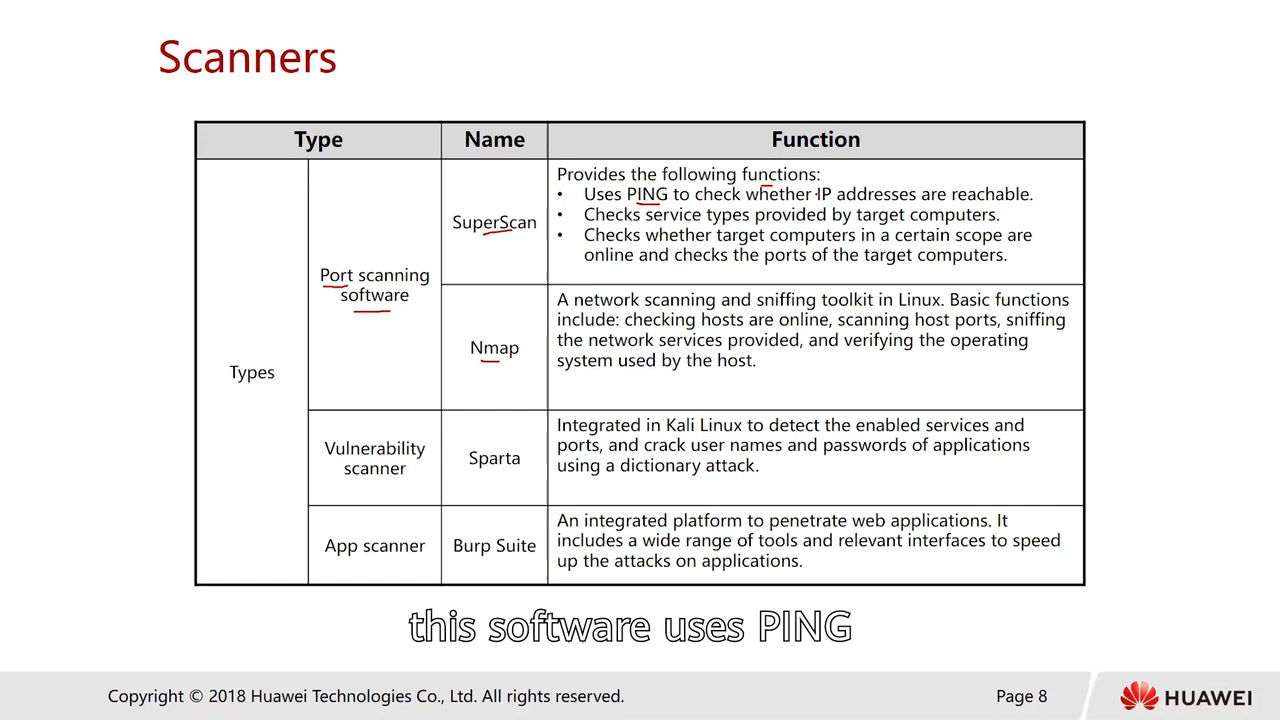 Scanners
Type Name Function
Types
Port scanning
software
SuperScan
Provides the following functions:
• Uses PING to check whether IP addresses are reachable.
• Checks service types provided by target computers.
• Checks whether target computers in a certain scope are
online and checks the ports of the target computers.
Nmap
A network scanning and sniffing toolkit in Linux. Basic functions
include: checking hosts are online, scanning host ports, sniffing
the network services provided, and verifying the operating
system used by the host.
Vulnerability
scanner
Sparta
Integrated in Kali Linux to detect the enabled services and
ports, and crack user names and passwords of applications
using a dictionary attack.
App scanner
Burp Suite
An integrated platform to penetrate web applications. It
includes a wide range of tools and relevant interfaces to speed
up the attacks on applications.
this software uses PING
Copyright © 2018 Huawei Technologies Co., Ltd. All rights reserved.
Page 8
HUAWEI